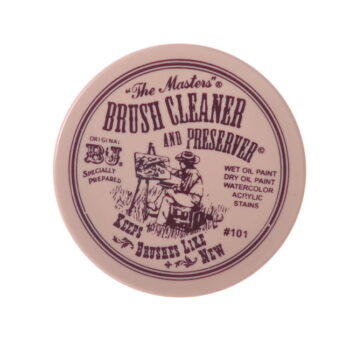 "The Masters"®
BRUSH CLEANER
AND PRESERVER©
ORIGINAL
B&J
SPECIALLY
PREPARED
WET OIL PAINT
DRY OIL PAINT
WATERCOLOR
ACRYLIC
STAINS
#101
KEEPS
BRUSHES LIKE
NEW